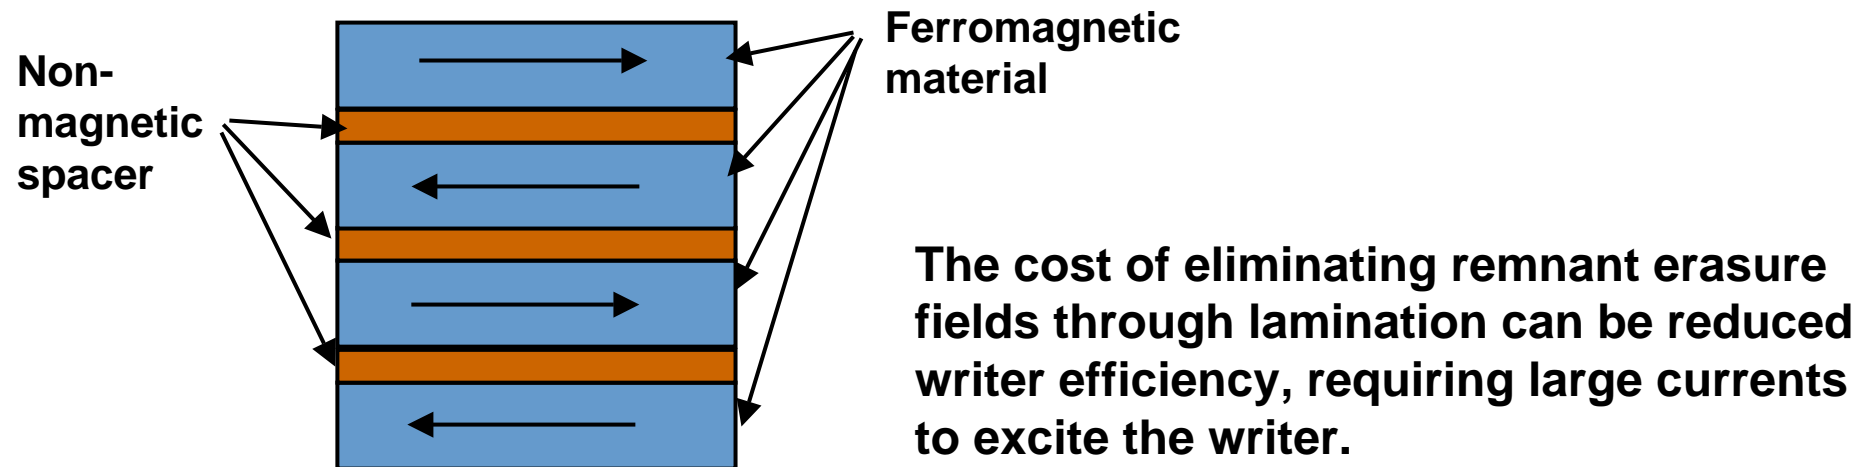 Non-
magnetic
spacer
Ferromagnetic
material
The cost of eliminating remnant erasure
fields through lamination can be reduced
writer efficiency, requiring large currents
to excite the writer.